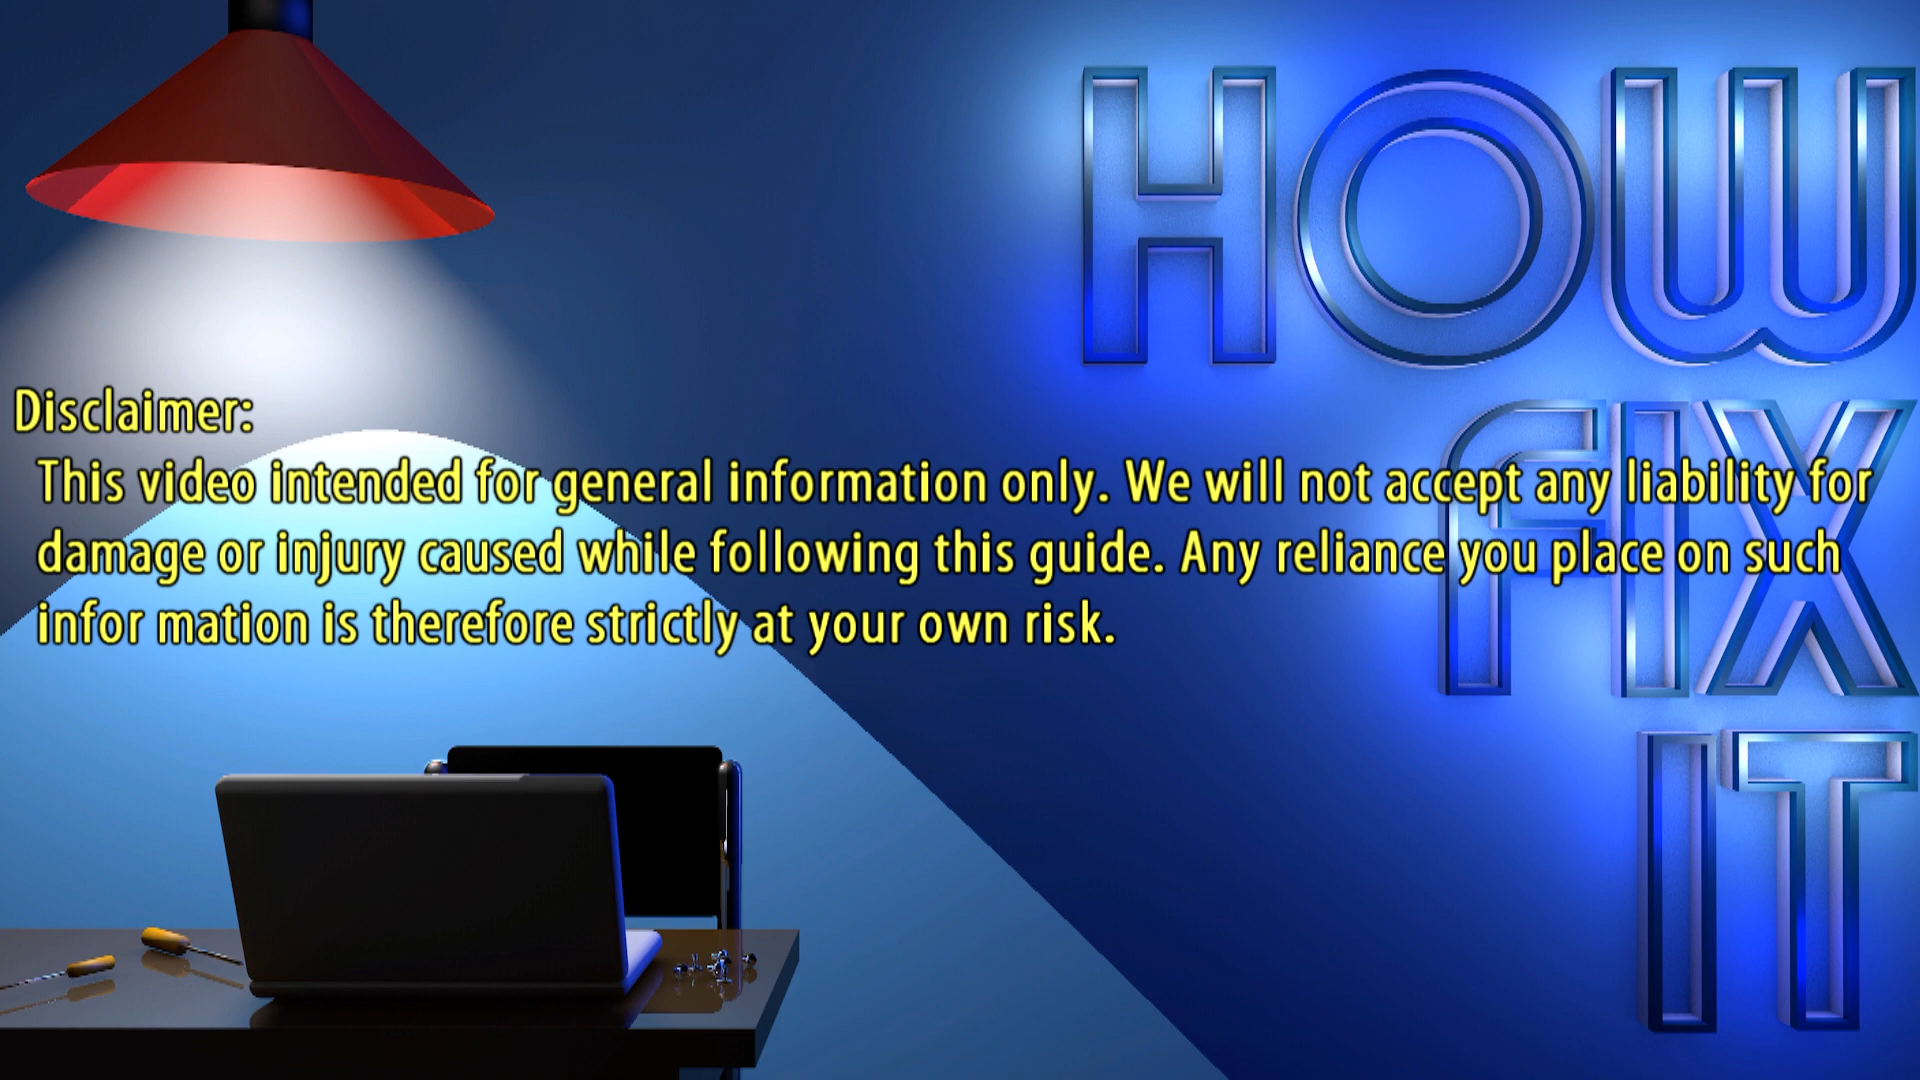 HOW
FIX
IT
Disclaimer:
This video intended for general information only. We will not accept any liability for
damage or injury caused while following this guide. Any reliance you place on such
infor mation is therefore strictly at your own risk.